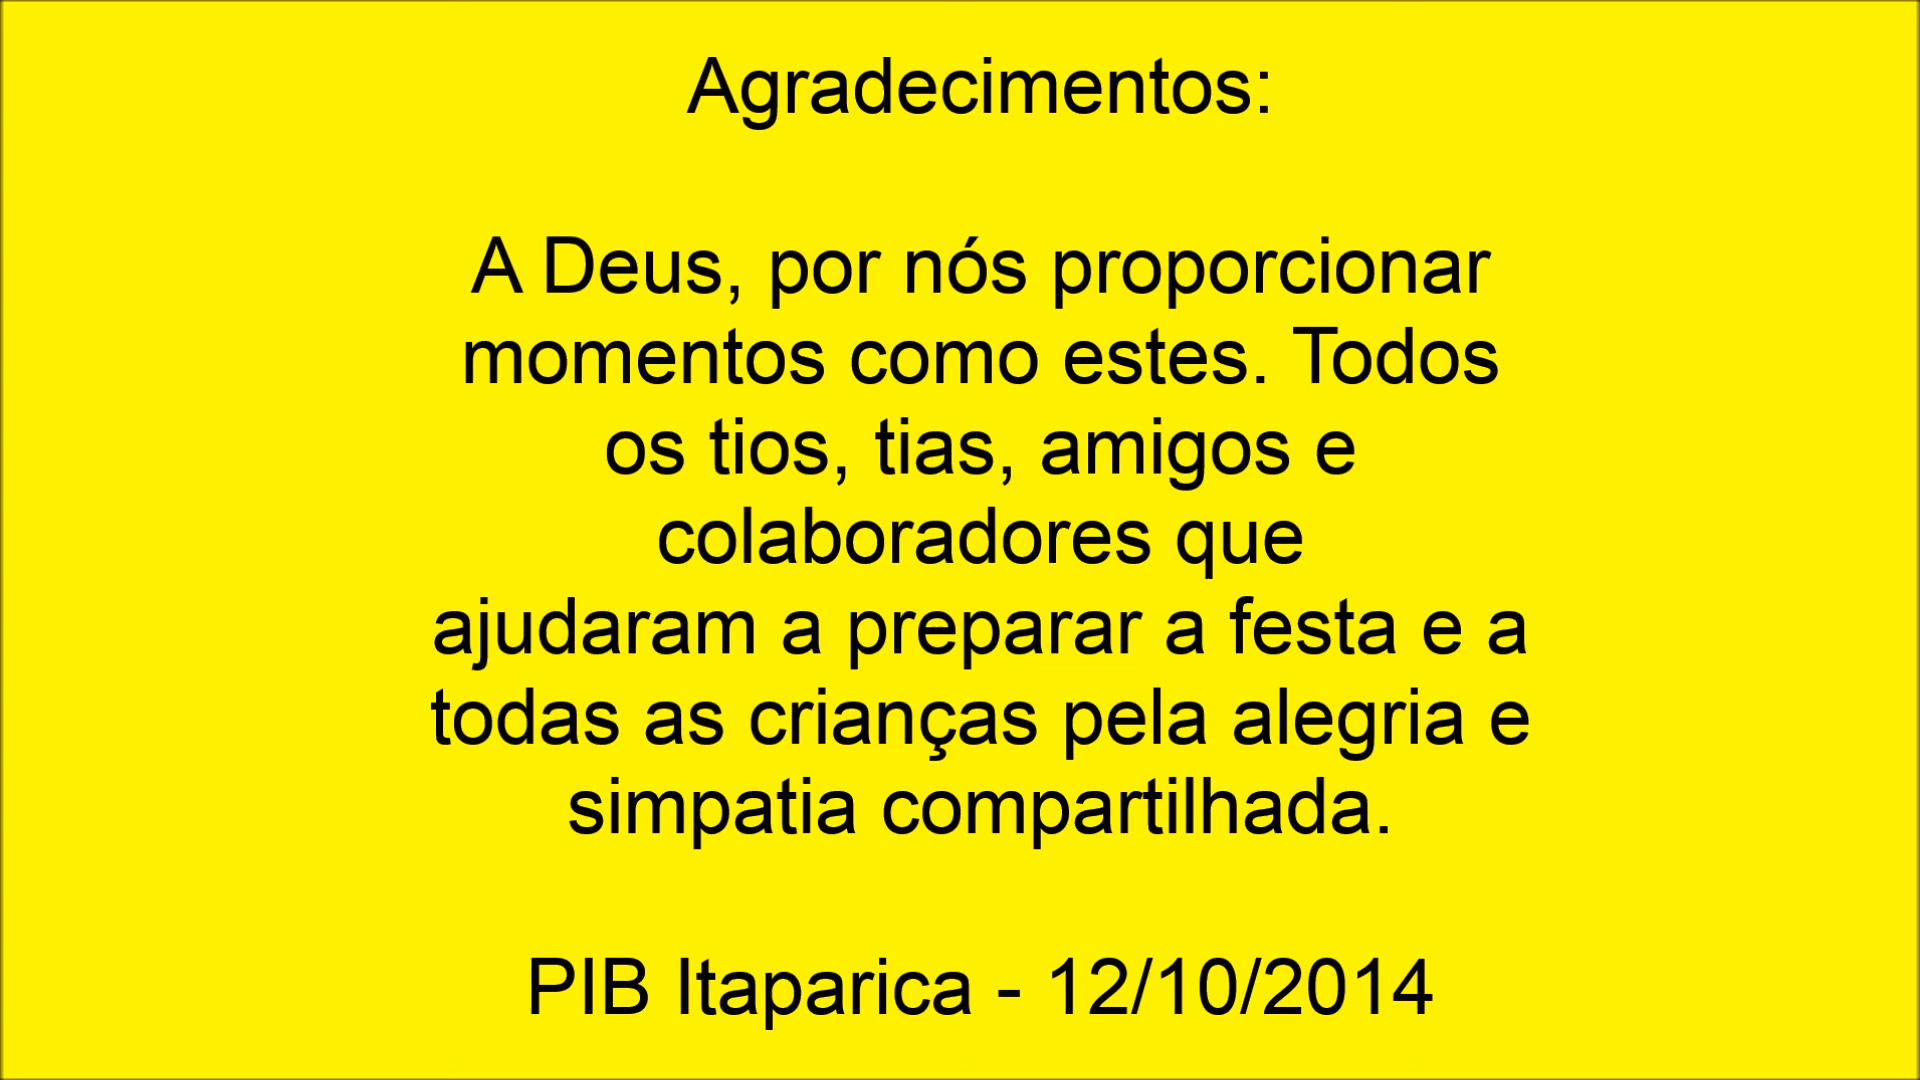 Agradecimentos:
A Deus, por nós proporcionar
momentos como estes. Todos
os tios, tias, amigos e
colaboradores que
ajudaram a preparar a festa e a
todas as crianças pela alegria e
simpatia compartilhada.
PIB Itaparica - 12/10/2014